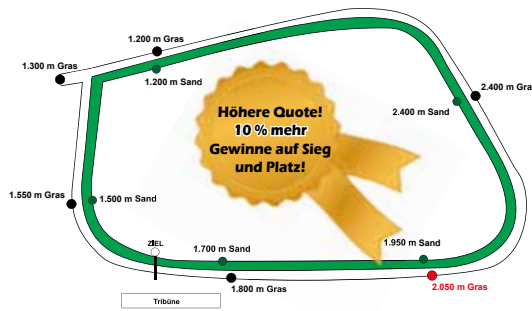 1.200 m Gras
1.300 m Gras
1.200 m Sand
Höhere Quote!
10 % mehr
Gewinne auf Sieg
und Platz!
2.400 m Gra
2.400 m Sand
1.550 m Gras
1.500 m Sand
ZIEL
1.700 m Sand
1.950 m Sand
1.800 m Gras
2.050 m Gras
Tribüne